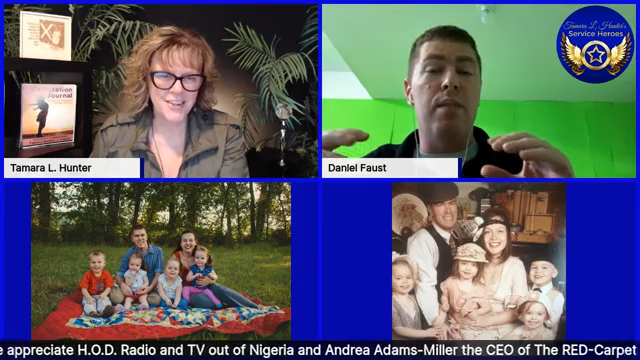 Tamara L. Hunter's
Service Heroes
Journal
Tamara L. Hunter
Daniel Faust
appreciate H.O.D. Radio and TV out of Nigeria and Andrea Adams-Miller the CEO of The RED-Carpet